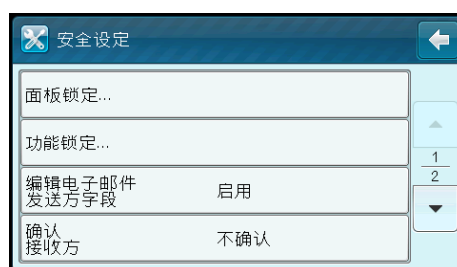 安全设定
面板锁定...
功能锁定...
编辑电子邮件
发送方字段
启用
确认
接收方
不确认
1
2